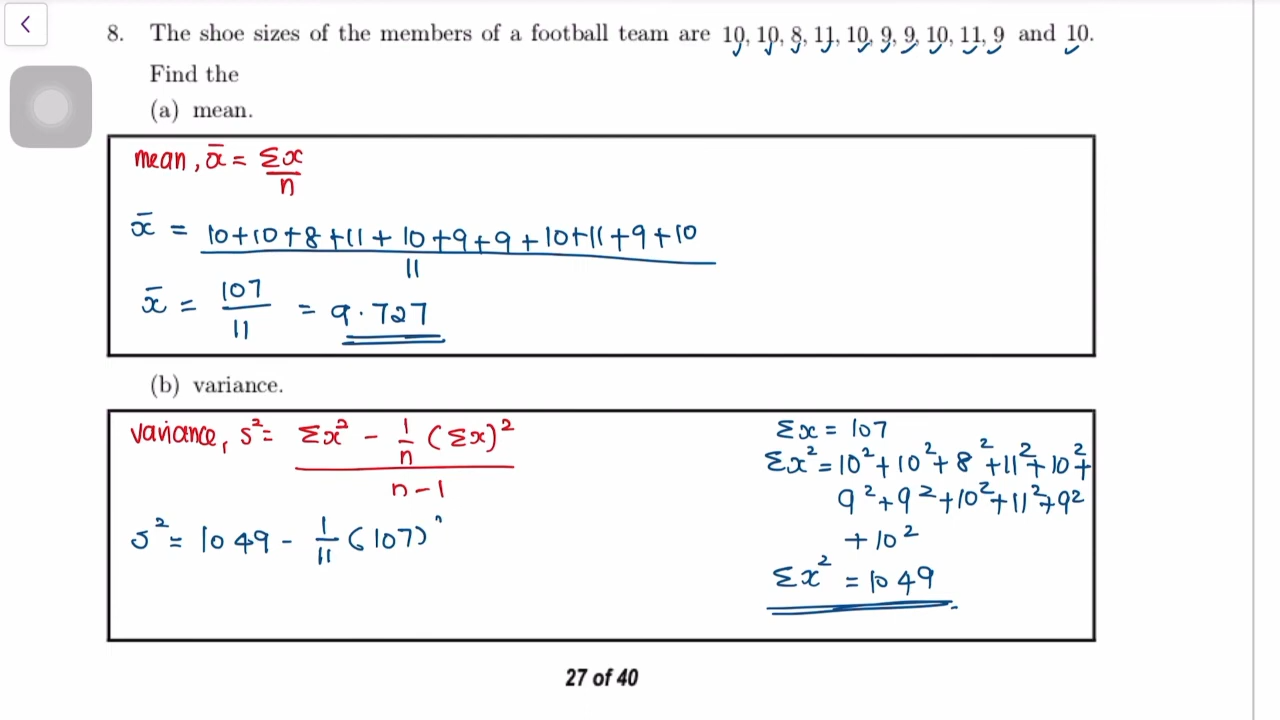 8. The shoe sizes of the members of a football team are 10, 10, 8, 11, 10, 9, 9, 10, 11, 9 and 10.
Find the
(a) mean.
mean, x̄ = Σx/n
x̄ = 10+10+8+11+10+9+9+10+11+9+10 / 11
x̄ = 107/11 = 9.727
(b) variance.
variance, s² = Σx² - 1/n (Σx)² / n-1
s² = 1049 - 1/11 (107)
Σx = 107
Σx² = 10² + 10² + 8² + 11² + 10² +
9² + 9² + 10² + 11² + 9²
+ 10²
Σx² = 1049
27 of 40